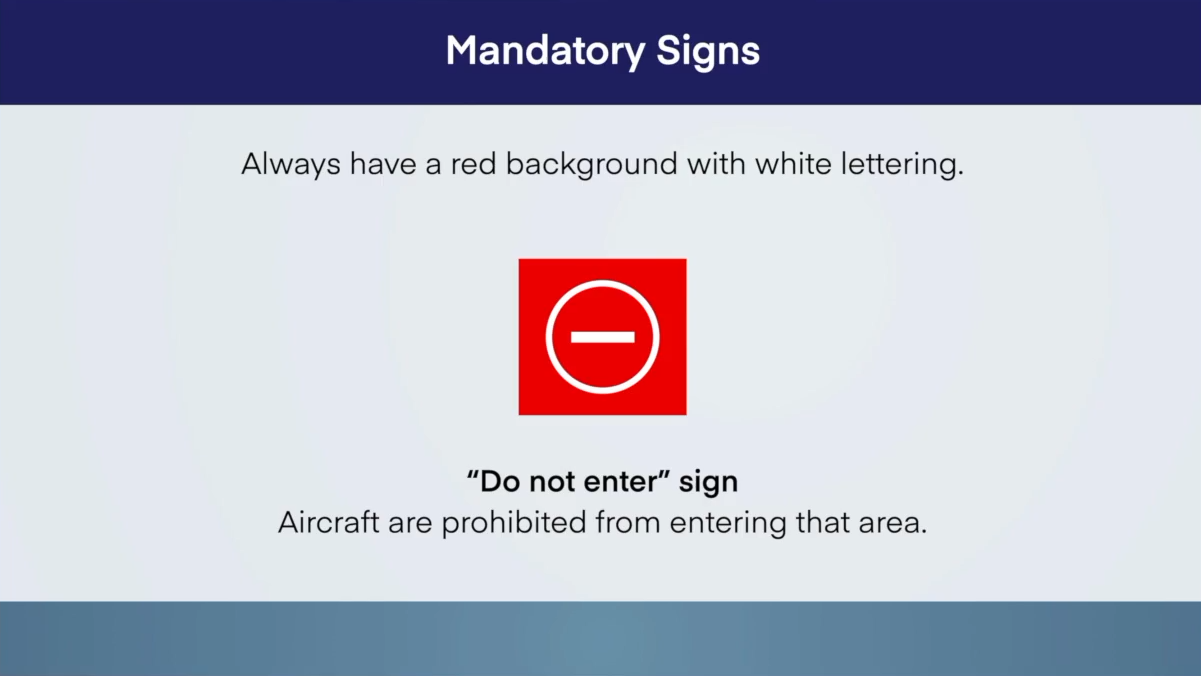 Mandatory Signs
Always have a red background with white lettering.
“Do not enter” sign
Aircraft are prohibited from entering that area.